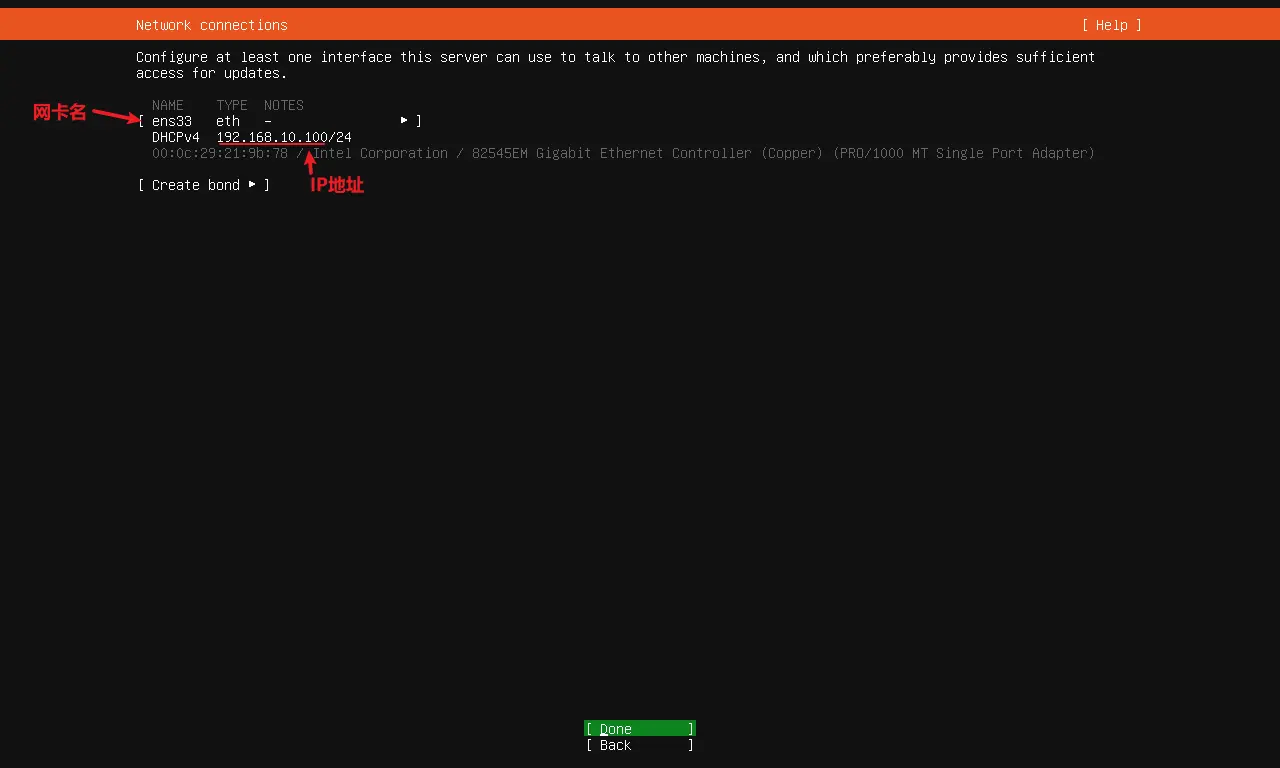 Network connections [ Help ]
Configure at least one interface this server can use to talk to other machines, and which preferably provides sufficient
access for updates.
NAME TYPE NOTES
网卡名
[ ens33 eth – ▸ ]
DHCPv4 192.168.10.100/24
00:0c:29:21:9b:78 / Intel Corporation / 82545EM Gigabit Ethernet Controller (Copper) (PRO/1000 MT Single Port Adapter)
[ Create bond ▸ ]
IP地址
[ Done ]
[ Back ]